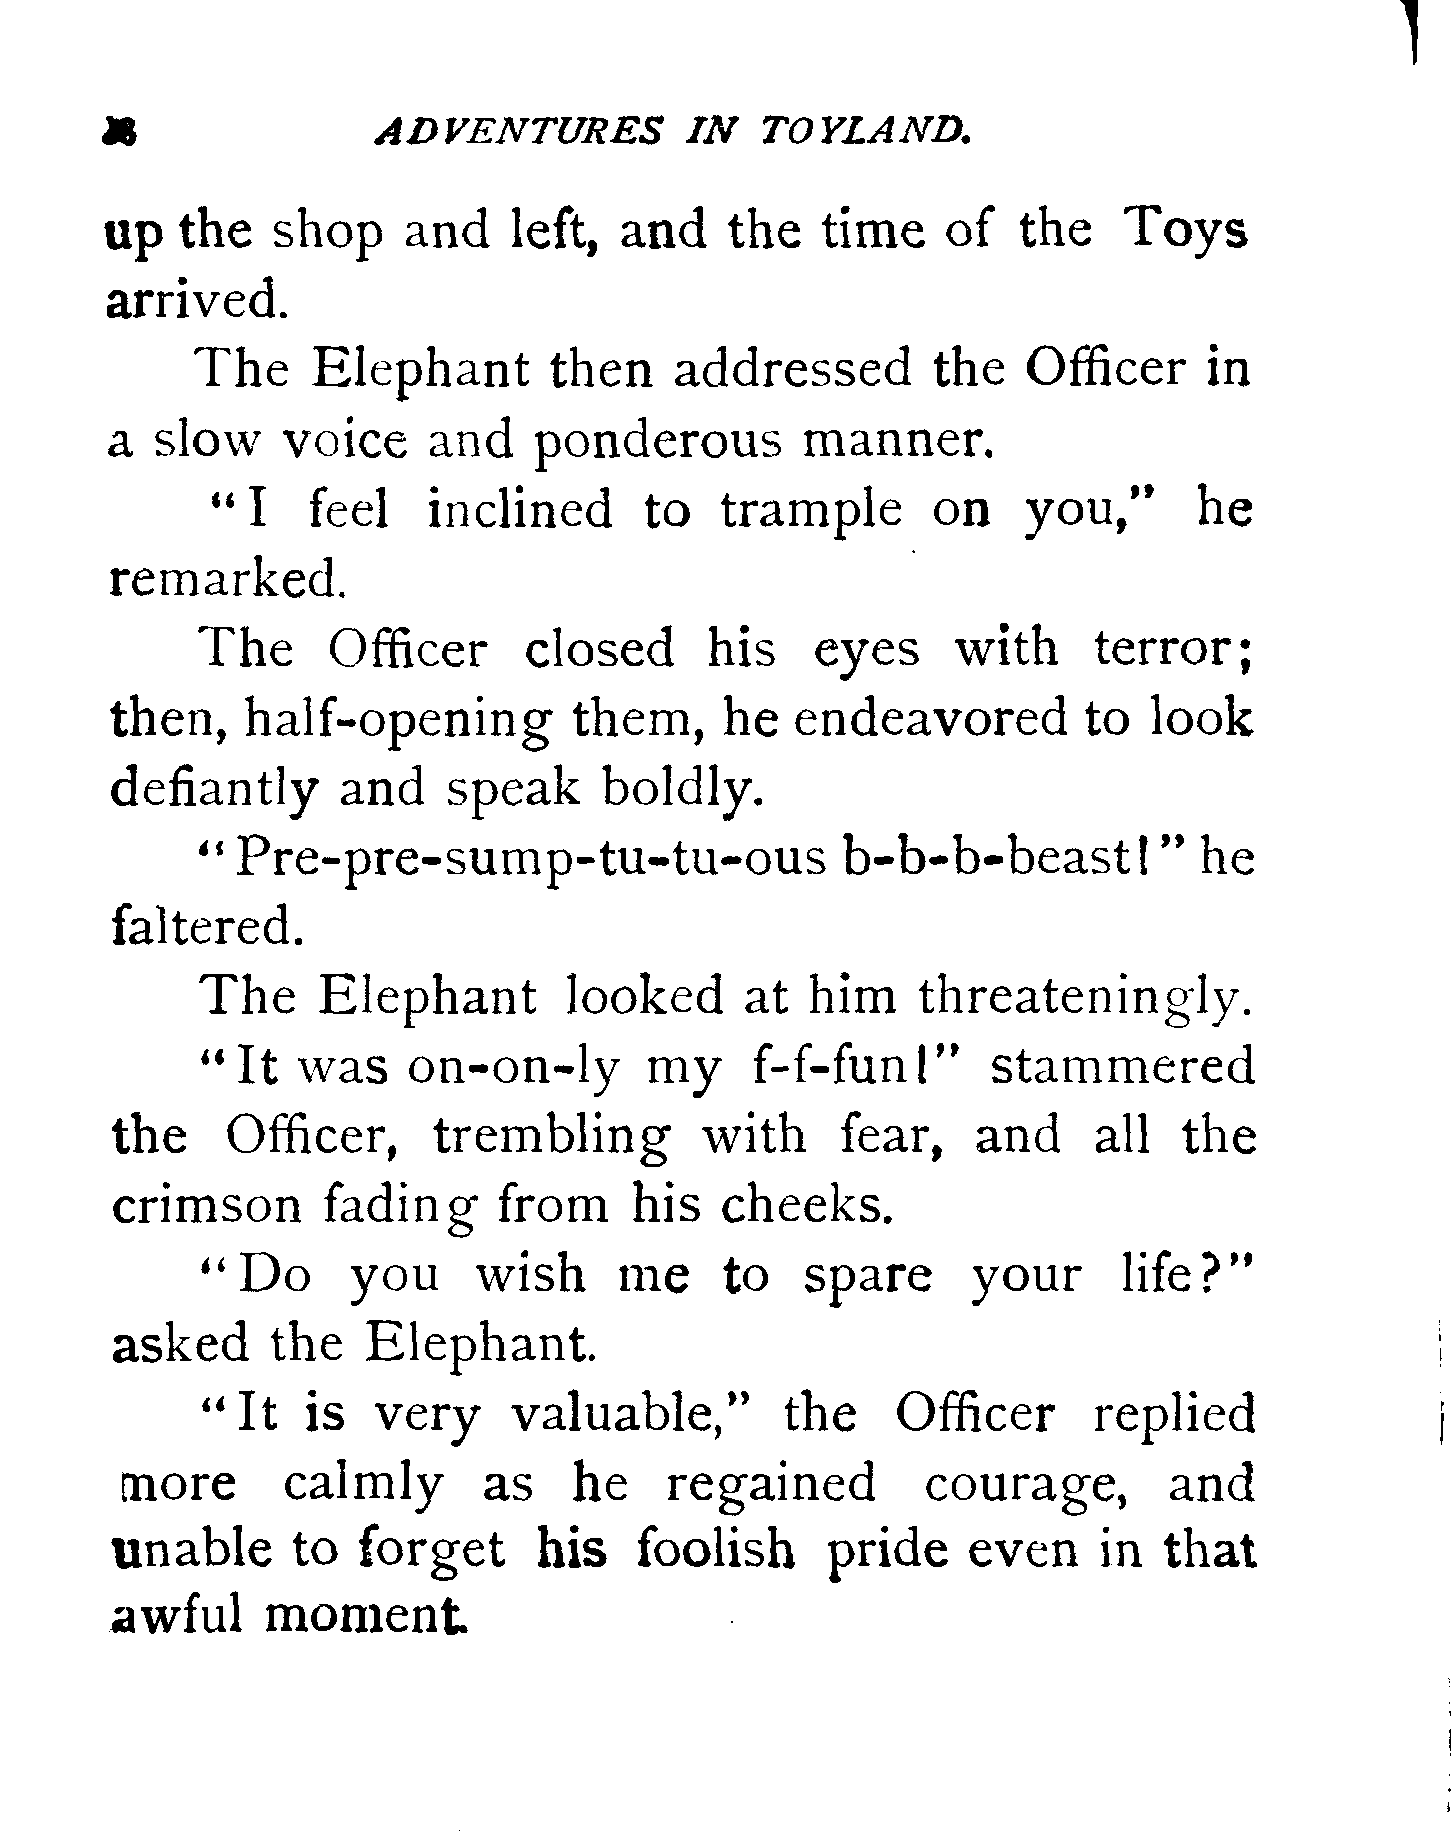 ADVENTURES IN TOYLAND.
up the shop and left, and the time of the Toys
arrived.
The Elephant then addressed the Officer in
a slow voice and ponderous manner.
"I feel inclined to trample on you," he
remarked.
The Officer closed his eyes with terror;
then, half-opening them, he endeavored to look
defiantly and speak boldly.
"Pre-pre-sump-tu-tu-ous b-b-b-beast!" he
faltered.
The Elephant looked at him threateningly.
"It was on-on-ly my f-f-fun!" stammered
the Officer, trembling with fear, and all the
crimson fading from his cheeks.
"Do you wish me to spare your life?"
asked the Elephant.
"It is very valuable," the Officer replied
more calmly as he regained courage, and
unable to forget his foolish pride even in that
awful moment.